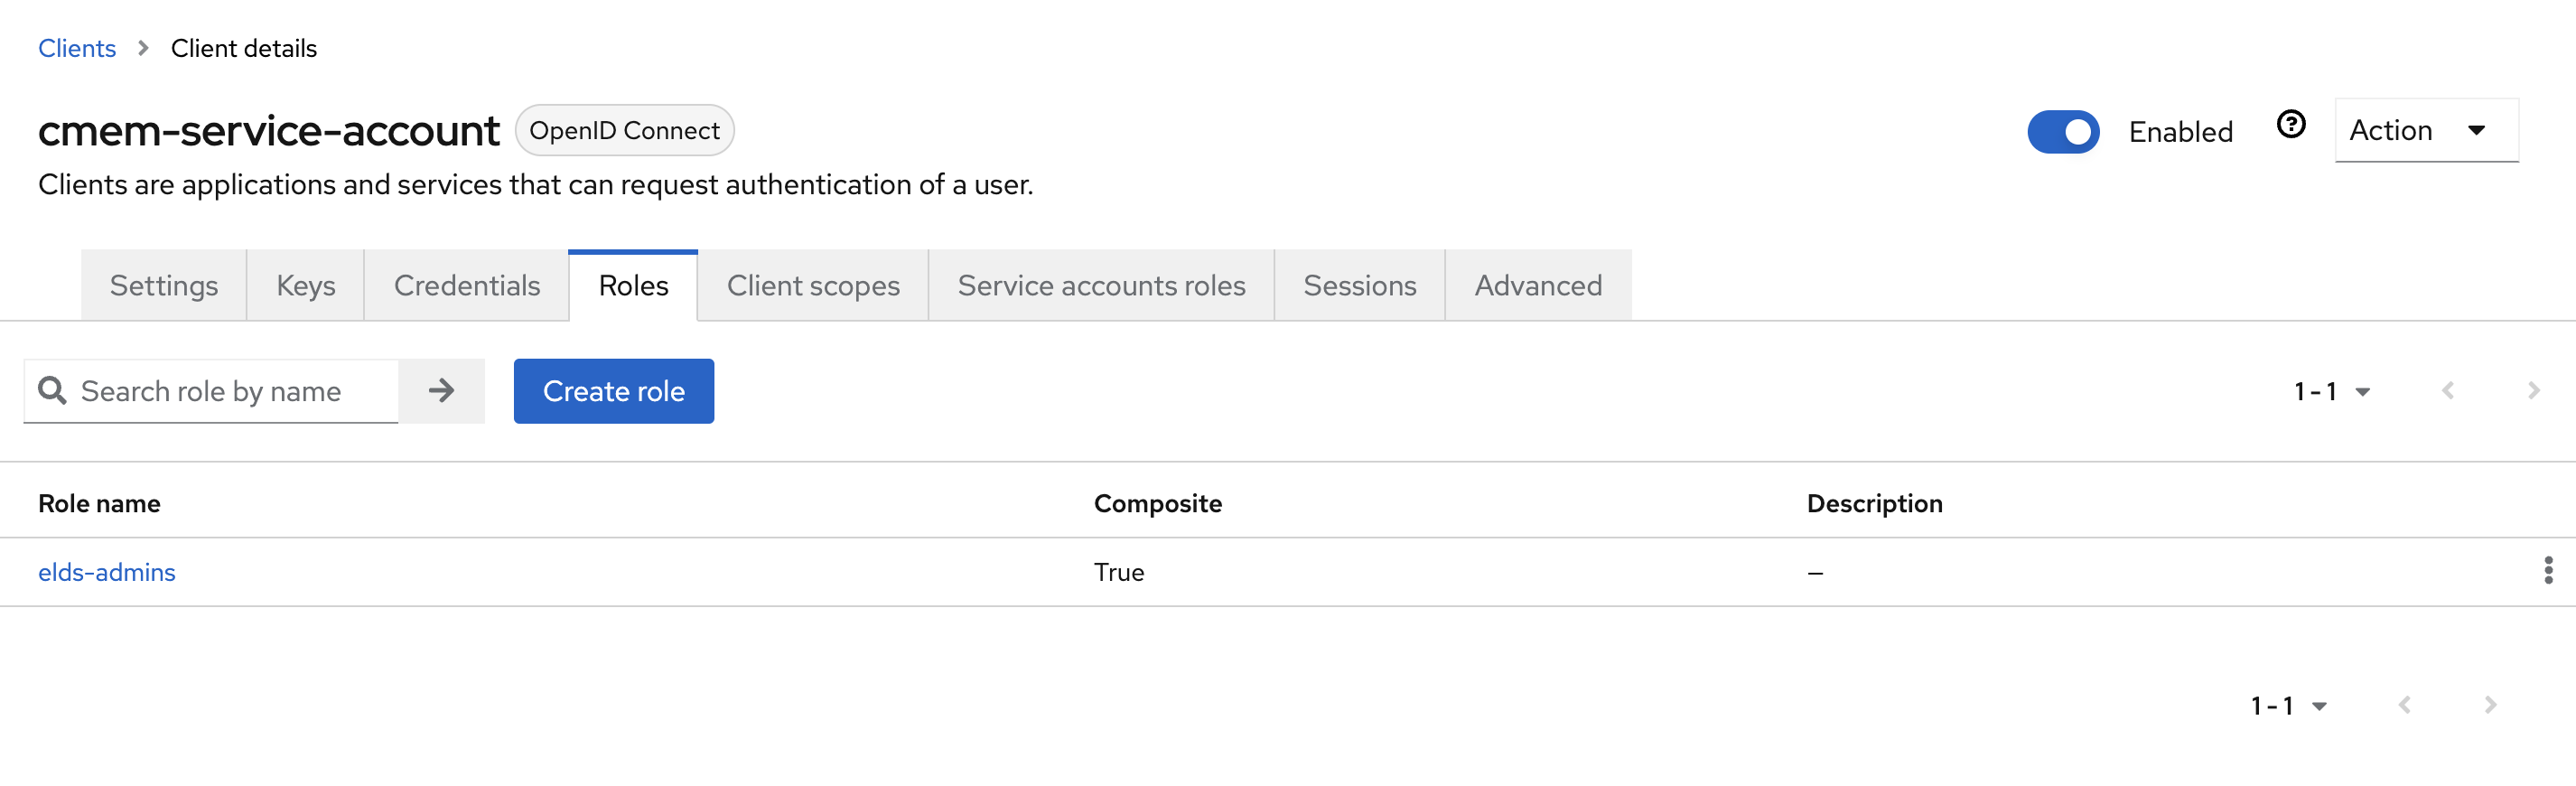 Clients Client details
cmem-service-account OpenID Connect Enabled Action
Clients are applications and services that can request authentication of a user.
Settings Keys Credentials Roles Client scopes Service accounts roles Sessions Advanced
Search role by name Create role 1 - 1
Role name Composite Description
elds-admins True –
1 - 1